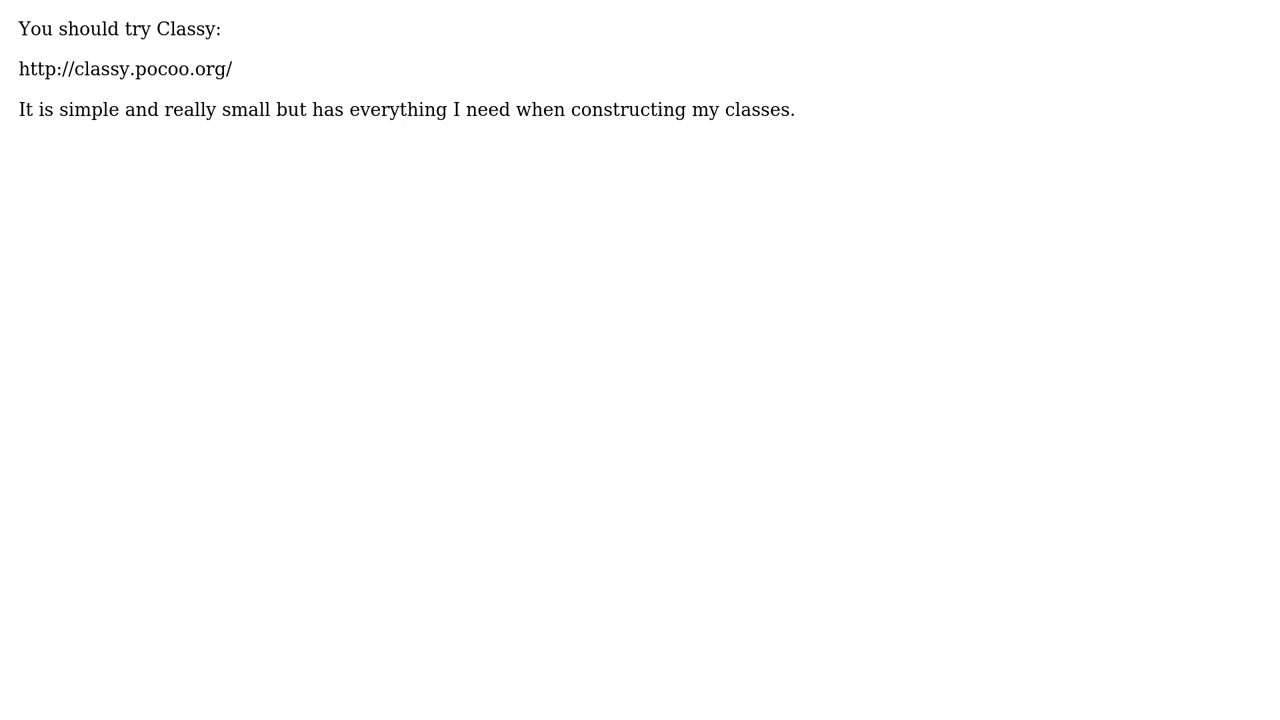 You should try Classy:
http://classy.pocoo.org/
It is simple and really small but has everything I need when constructing my classes.